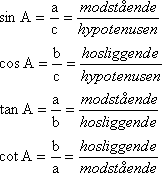 sin A = a/c = modstående/hypotenusen
cos A = b/c = hosliggende/hypotenusen
tan A = a/b = modstående/hosliggende
cot A = b/a = hosliggende/modstående